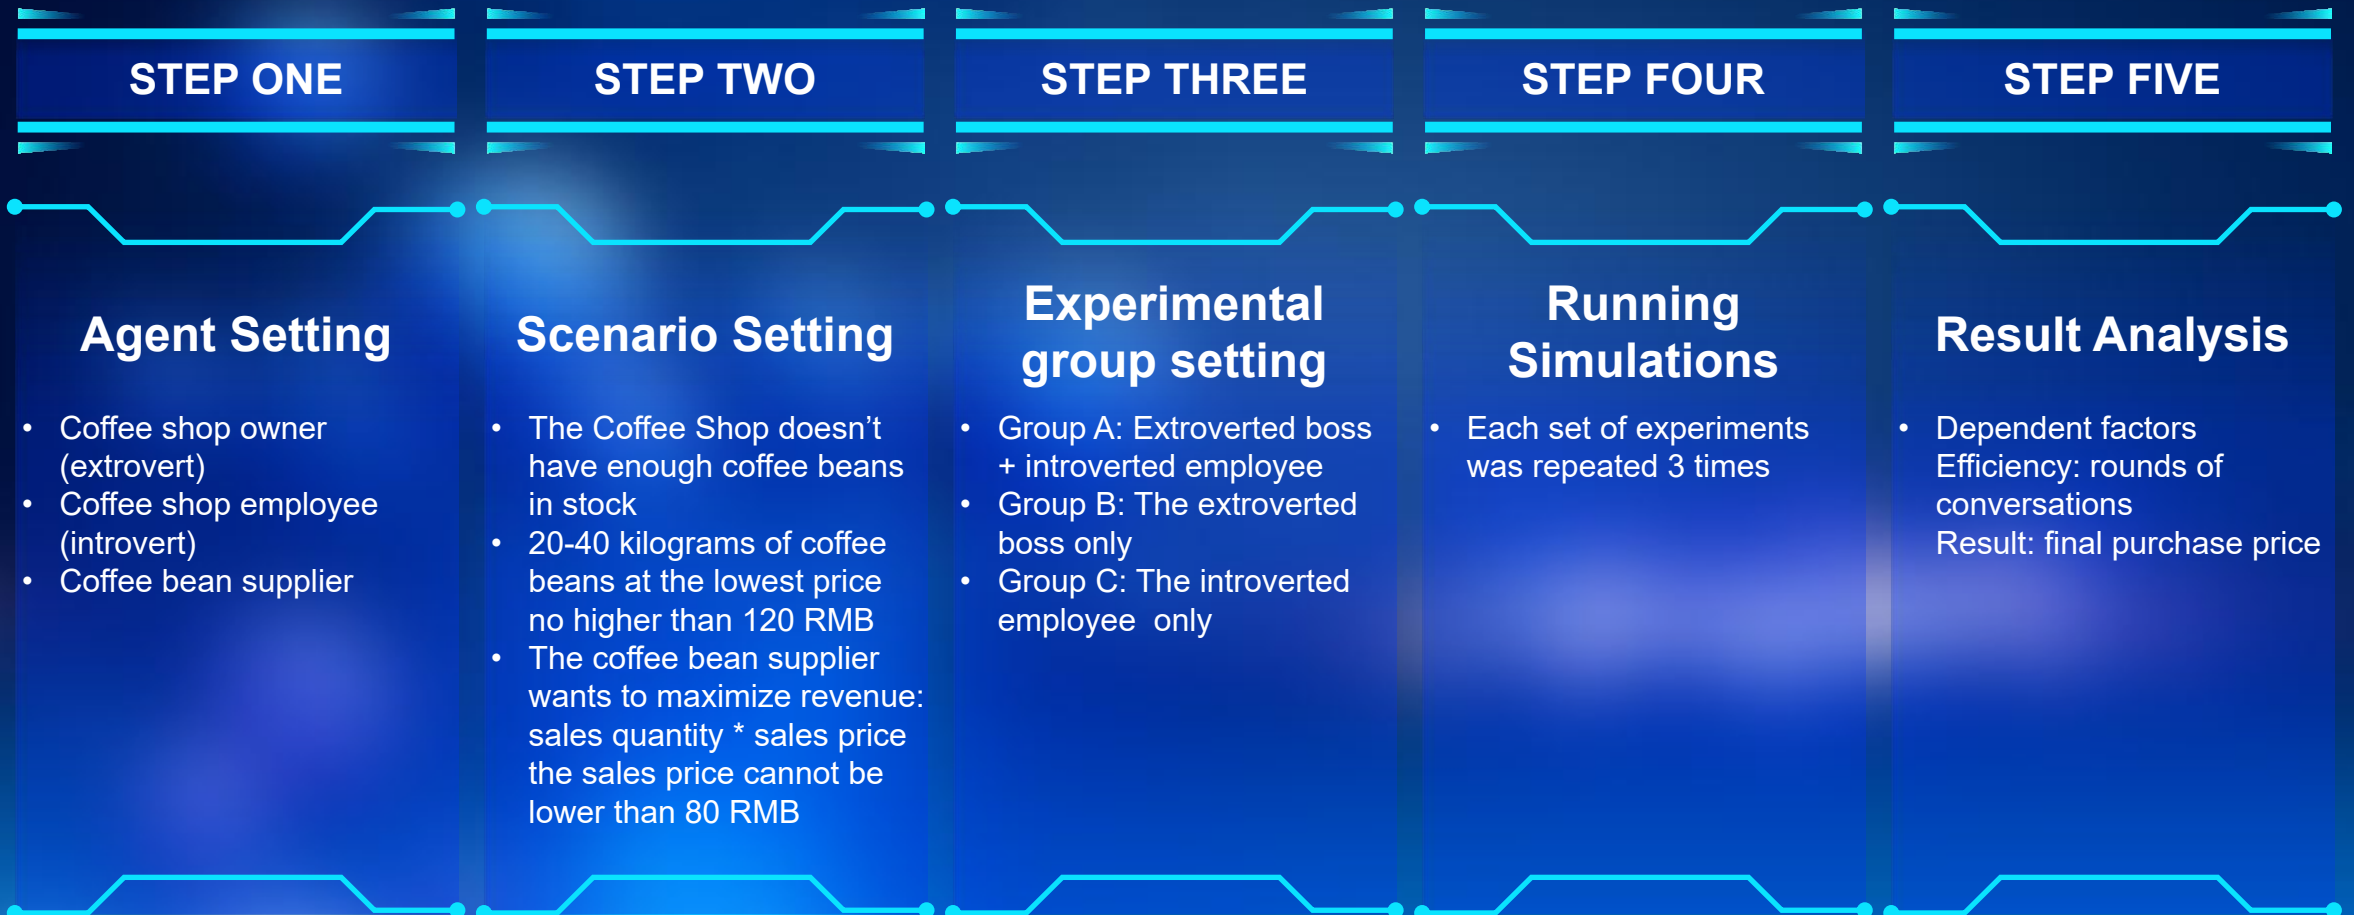 STEP ONE
Agent Setting
• Coffee shop owner
(extrovert)
• Coffee shop employee
(introvert)
• Coffee bean supplier
STEP TWO
Scenario Setting
• The Coffee Shop doesn’t
have enough coffee beans
in stock
• 20-40 kilograms of coffee
beans at the lowest price
no higher than 120 RMB
• The coffee bean supplier
wants to maximize revenue:
sales quantity * sales price
the sales price cannot be
lower than 80 RMB
STEP THREE
Experimental
group setting
• Group A: Extroverted boss
+ introverted employee
• Group B: The extroverted
boss only
• Group C: The introverted
employee  only
STEP FOUR
Running
Simulations
• Each set of experiments
was repeated 3 times
STEP FIVE
Result Analysis
• Dependent factors
Efficiency: rounds of
conversations
Result: final purchase price